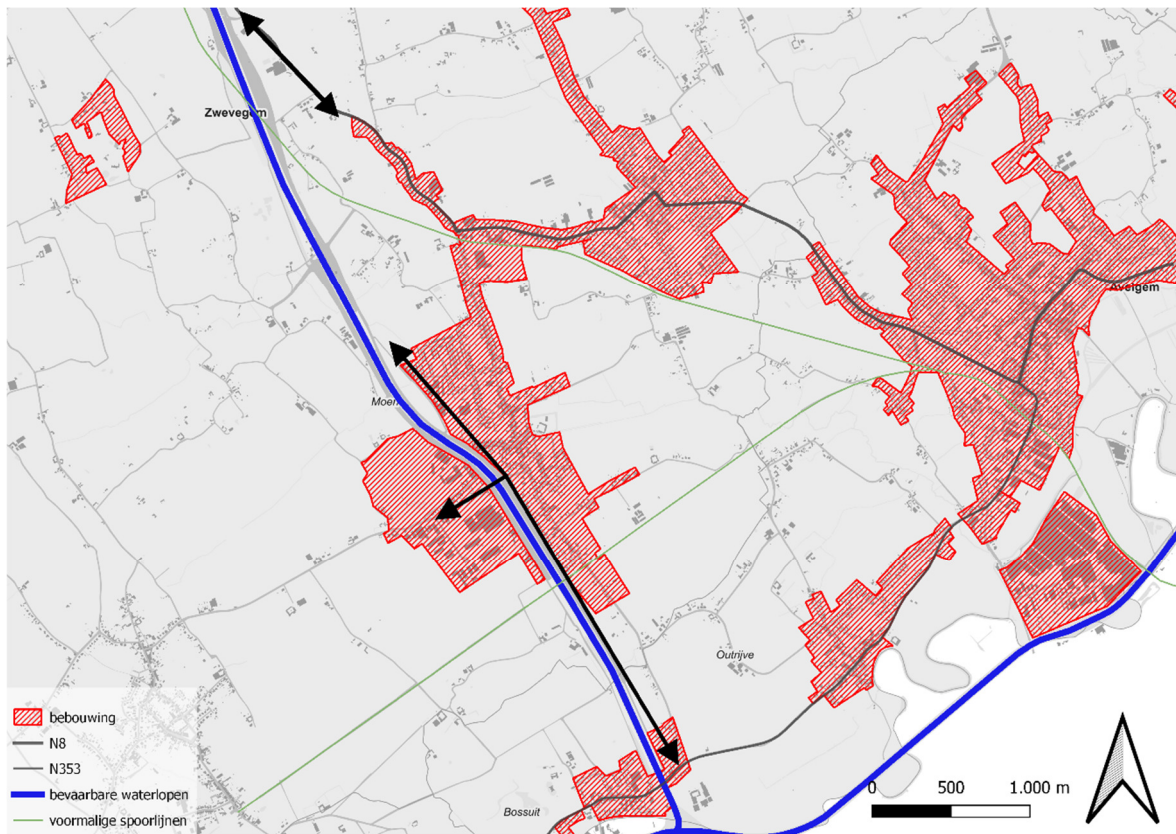 Zwevegem
Avelgem
Moen
Outrijve
Bossuit
bebouwing
N8
N353
bevaarbare waterlopen
voormalige spoorlijnen
0 500 1.000 m